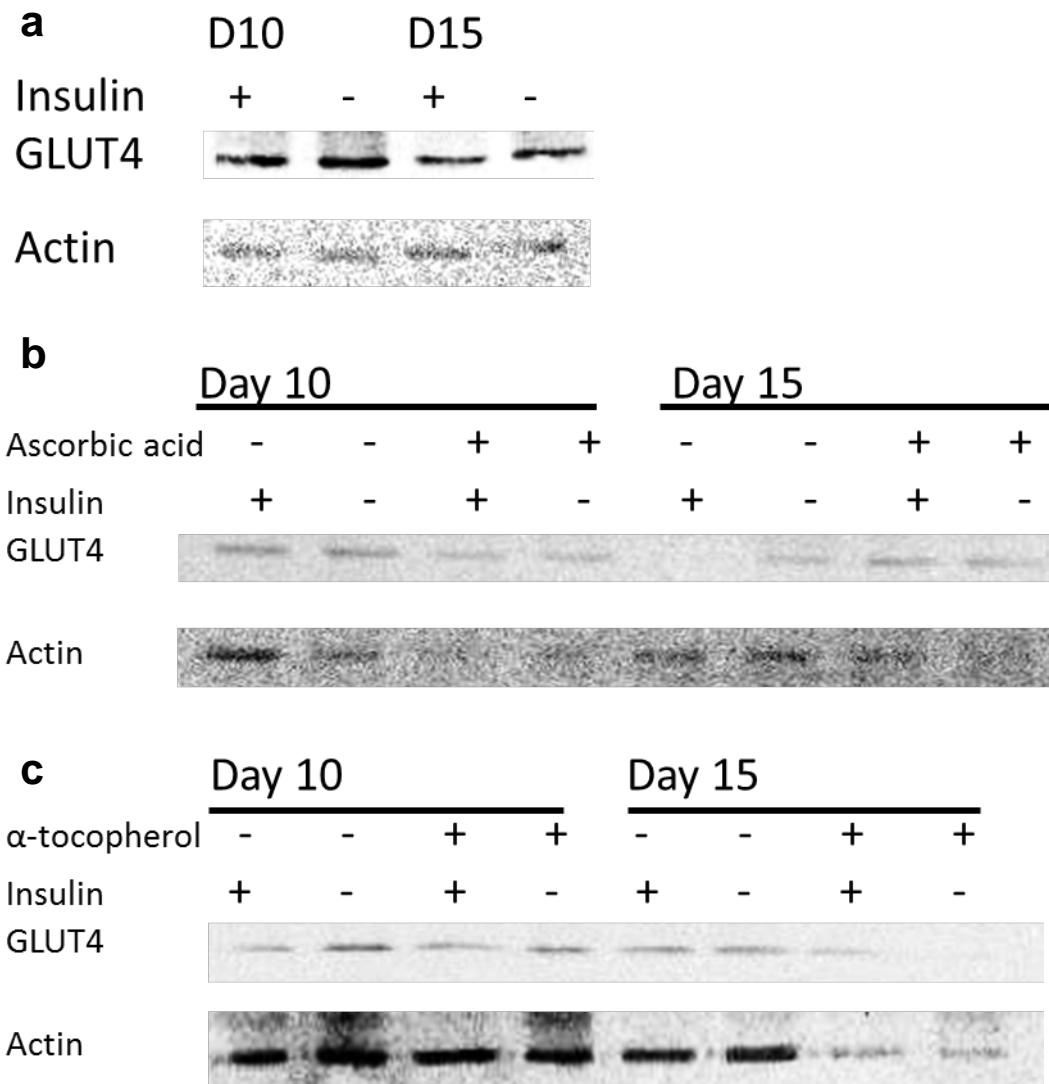 a
D10 D15
Insulin + - + -
GLUT4
Actin
b
Day 10 Day 15
Ascorbic acid - - + + - - + +
Insulin + - + - + - + -
GLUT4
Actin
c
Day 10 Day 15
α-tocopherol - - + + - - + +
Insulin + - + - + - + -
GLUT4
Actin